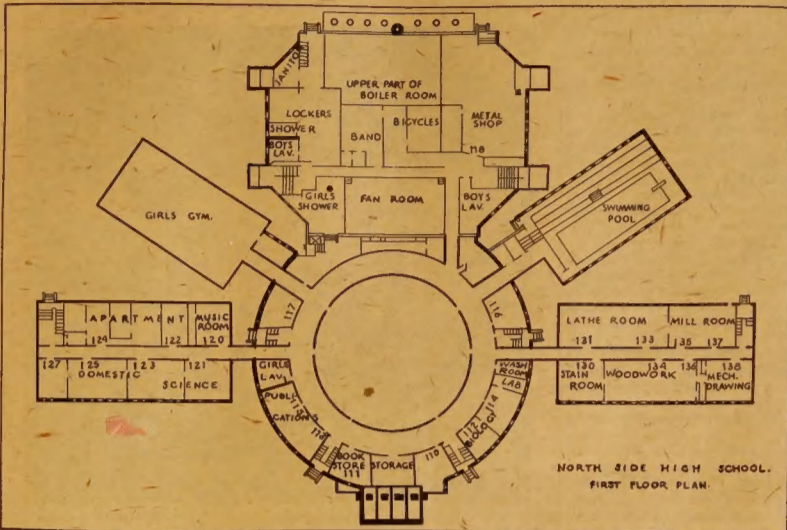 JANITOR
UPPER PART OF
BOILER ROOM
LOCKERS
SHOWER
BOYS
LAV.
BAND
BICYCLES
METAL
SHOP
118
GIRLS
SHOWER
FAN ROOM
BOYS
LAV.
GIRLS GYM.
SWIMMING
POOL
117
116
APARTMENT
MUSIC
ROOM
124
122
120
127
125
123
121
DOMESTIC
SCIENCE
LATHE ROOM
MILL ROOM
131
133
135
137
130
134
136
138
STAIN
ROOM
WOODWORK
MECH.
DRAWING
GIRLS
LAV.
PUBLI
CATIONS
WASH
ROOM
LAB
114
112
BIOLOGY
BOOK
STORE
111
STORAGE
110
NORTH SIDE HIGH SCHOOL.
FIRST FLOOR PLAN.